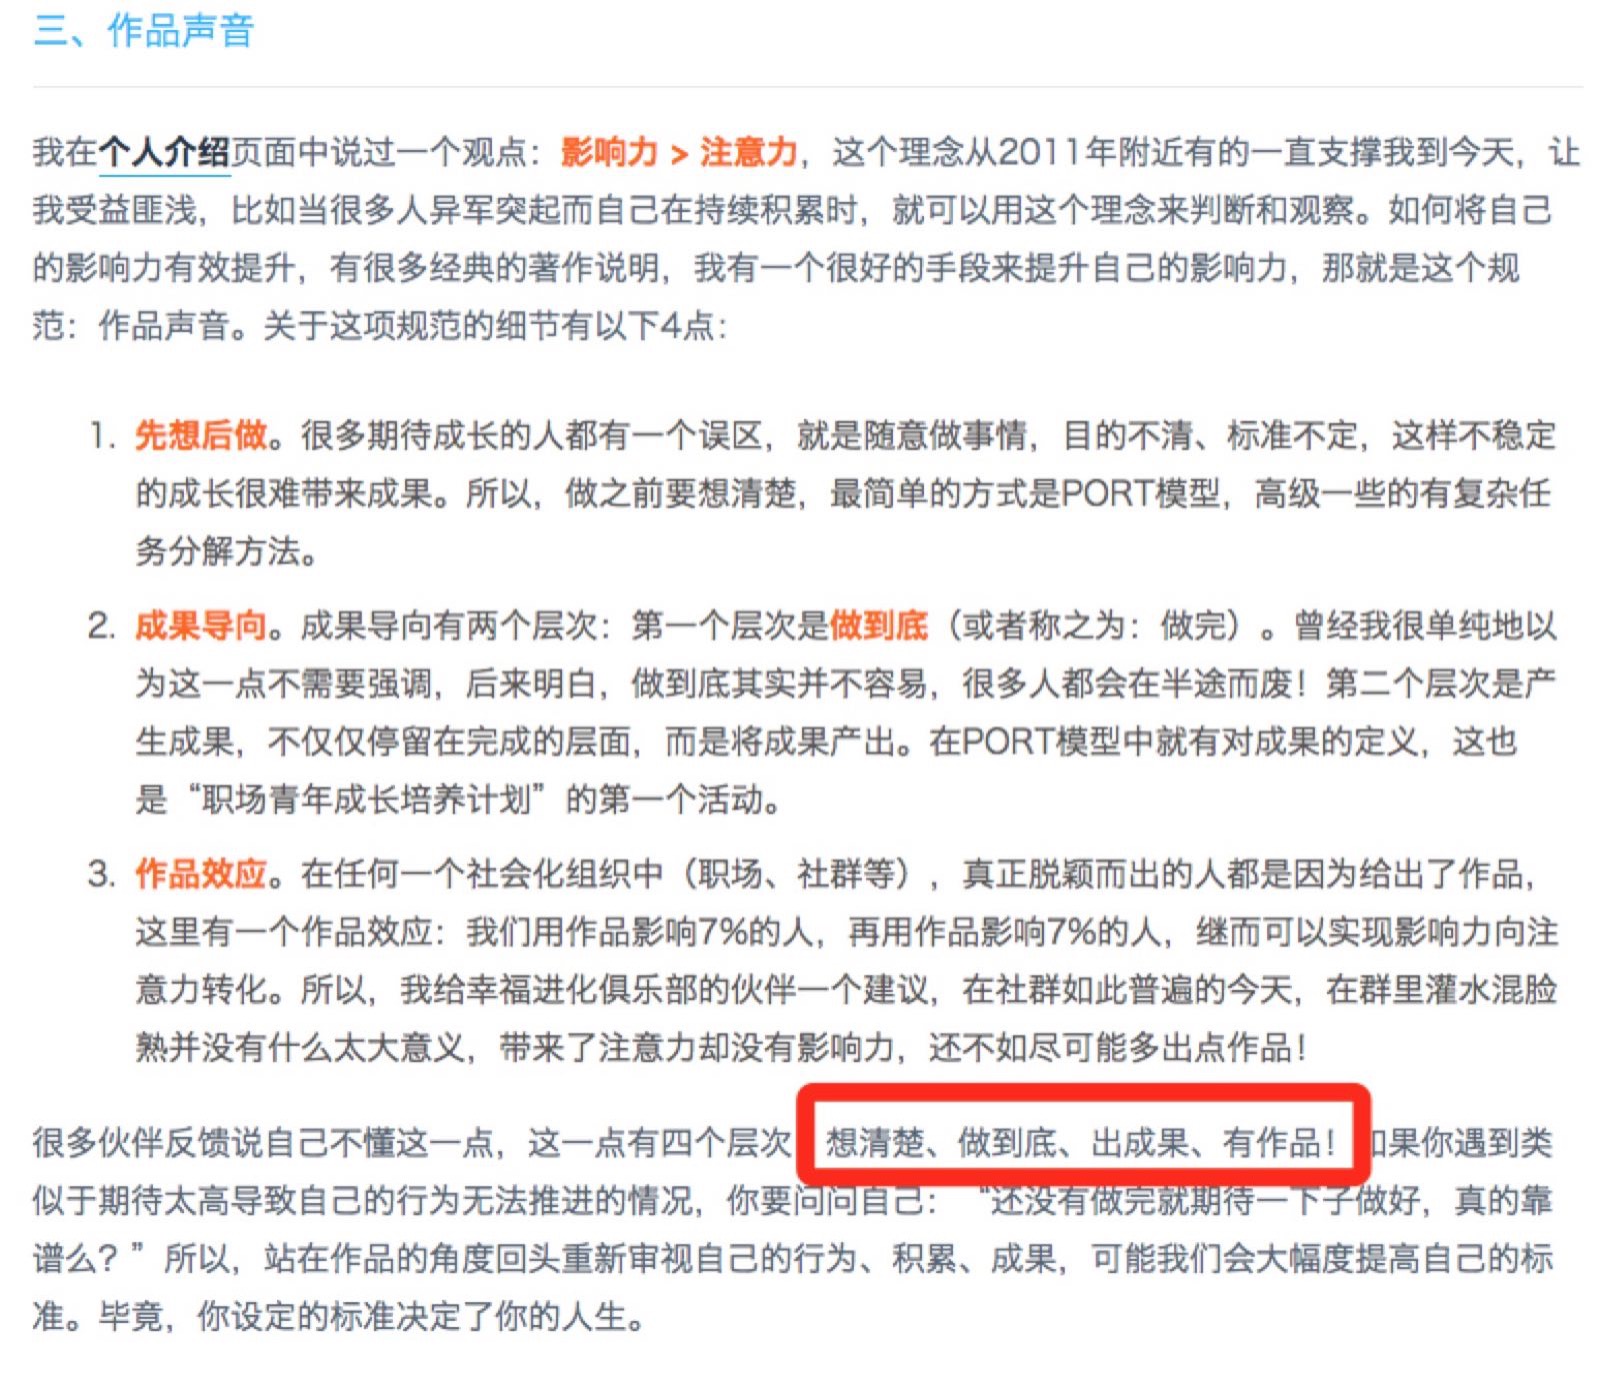 三、作品声音
我在个人介绍页面中说过一个观点：影响力 > 注意力，这个理念从2011年附近有的一直支撑我到今天，让
我受益匪浅，比如当很多人异军突起而自己在持续积累时，就可以用这个理念来判断和观察。如何将自己
的影响力有效提升，有很多经典的著作说明，我有一个很好的手段来提升自己的影响力，那就是这个规
范：作品声音。关于这项规范的细节有以下4点：
1. 先想后做。很多期待成长的人都有一个误区，就是随意做事情，目的不清、标准不定，这样不稳定
的成长很难带来成果。所以，做之前要想清楚，最简单的方式是PORT模型，高级一些的有复杂任
务分解方法。
2. 成果导向。成果导向有两个层次：第一个层次是做到底（或者称之为：做完）。曾经我很单纯地以
为这一点不需要强调，后来明白，做到底其实并不容易，很多人都会在半途而废！第二个层次是产
生成果，不仅仅停留在完成的层面，而是将成果产出。在PORT模型中就有对成果的定义，这也
是“职场青年成长培养计划”的第一个活动。
3. 作品效应。在任何一个社会化组织中（职场、社群等），真正脱颖而出的人都是因为给出了作品，
这里有一个作品效应：我们用作品影响7%的人，再用作品影响7%的人，继而可以实现影响力向注
意力转化。所以，我给幸福进化俱乐部的伙伴一个建议，在社群如此普遍的今天，在群里灌水混脸
熟并没有什么太大意义，带来了注意力却没有影响力，还不如尽可能多出点作品！
很多伙伴反馈说自己不懂这一点，这一点有四个层次 想清楚、做到底、出成果、有作品！如果你遇到类
似于期待太高导致自己的行为无法推进的情况，你要问问自己：“还没有做完就期待一下子做好，真的靠
谱么？”所以，站在作品的角度回头重新审视自己的行为、积累、成果，可能我们会大幅度提高自己的标
准。毕竟，你设定的标准决定了你的人生。